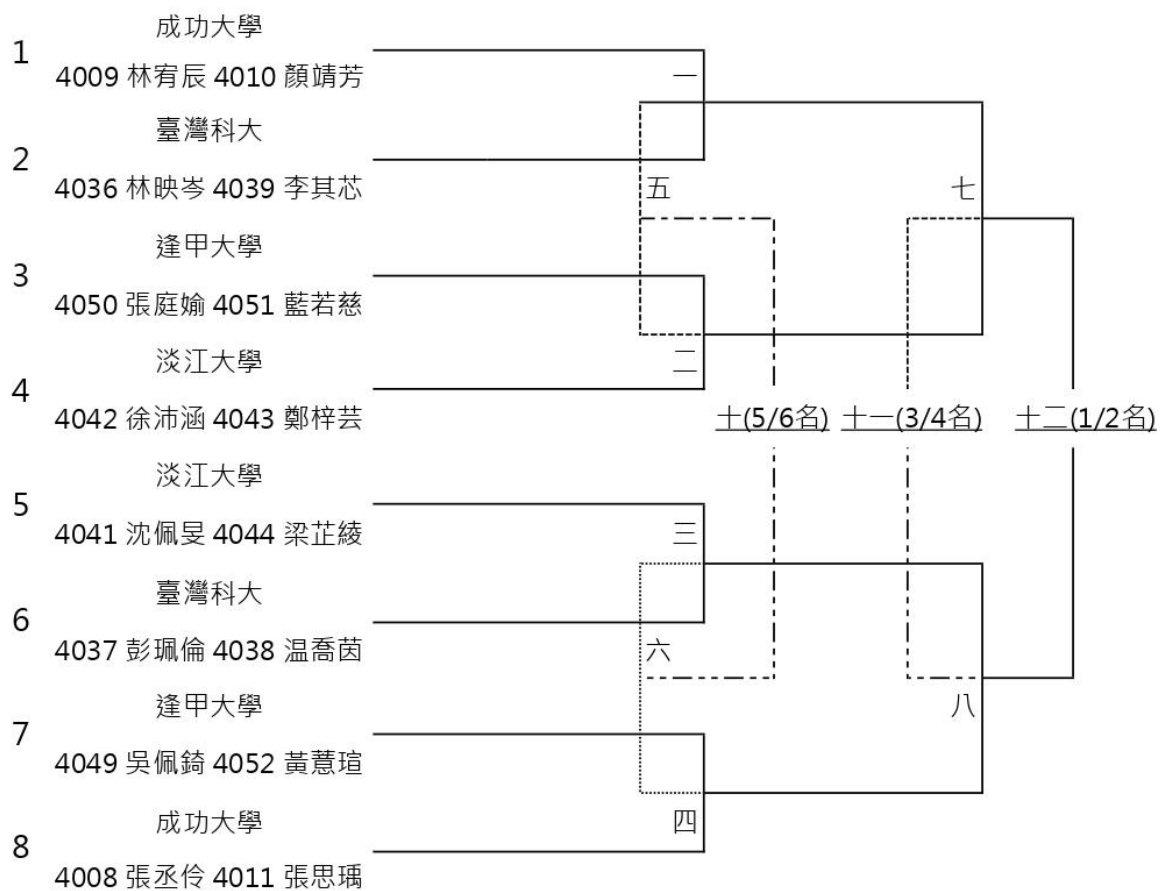 成功大學
1
4009 林宥辰 4010 顏靖芳
一
臺灣科大
2
4036 林映岑 4039 李其芯
五
七
逢甲大學
3
4050 張庭媮 4051 藍若慈
二
淡江大學
4
4042 徐沛涵 4043 鄭梓芸
十(5/6名) 十一(3/4名) 十二(1/2名)
淡江大學
5
4041 沈佩旻 4044 梁芷綾
三
臺灣科大
6
4037 彭珮倫 4038 温喬茵
六
八
逢甲大學
7
4049 吳佩錡 4052 黃薏瑄
四
成功大學
8
4008 張丞伶 4011 張思瑀